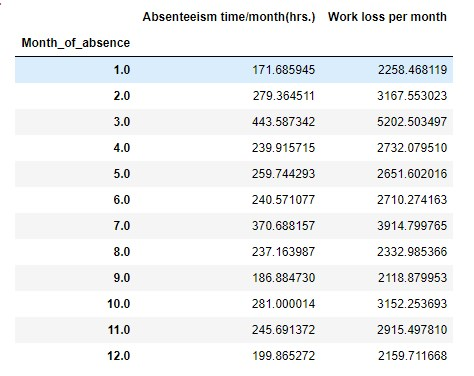 Absenteeism time/month(hrs.) Work loss per month
Month_of_absence
1.0 171.685945 2258.468119
2.0 279.364511 3167.553023
3.0 443.587342 5202.503497
4.0 239.915715 2732.079510
5.0 259.744293 2651.602016
6.0 240.571077 2710.274163
7.0 370.688157 3914.799765
8.0 237.163987 2332.985366
9.0 186.884730 2118.879953
10.0 281.000014 3152.253693
11.0 245.691372 2915.497810
12.0 199.865272 2159.711668